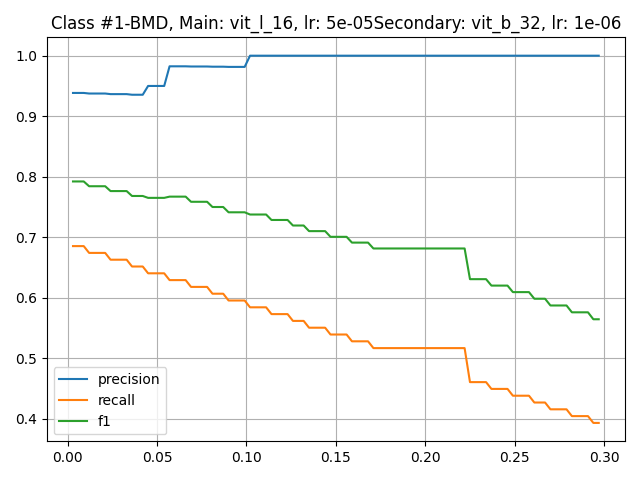 Class #1-BMD, Main: vit_l_16, lr: 5e-05Secondary: vit_b_32, lr: 1e-06
1.0
0.9
0.8
0.7
0.6
0.5
0.4
precision
recall
f1
0.00 0.05 0.10 0.15 0.20 0.25 0.30